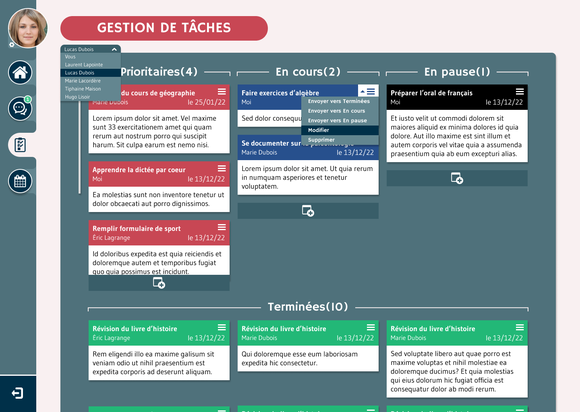 GESTION DE TÂCHES
Lucas Dubois
Vous
Laurent Lapointe
Lucas Dubois
Marie Lacordère
Tiphaine Maison
Hugo Lisoir
Prioritaires(4)
du cours de géographie
Marie Dubois
le 25/01/22
Lorem ipsum dolor sit amet. Vel maxime
sunt 33 exercitationem amet qui quam
rerum aut nostrum porro qui suscipit
harum. Sit culpa earum est nemo nisi.
Apprendre la dictée par coeur
Moi
le 13/12/22
Ea molestias sunt non inventore tenetur ut
dolor obcaecati aut porro dignissimos.
Remplir formulaire de sport
Éric Lagrange
le 13/12/22
Id doloribus expedita est quia reiciendis et
doloremque autem et temporibus fugiat
quo quia possimus est incidunt.
En cours(2)
Faire exercices d'algèbre
Moi
Sed dolor consequ
Envoyer vers Terminées
Envoyer vers En cours
Envoyer vers En pause
Modifier
Supprimer
Se documenter sur
Marie Dubois
le 13/12/22
Lorem ipsum dolor sit amet. Ut quia rerum
in numquam asperiores et tenetur
voluptatem.
En pause(1)
Préparer l'oral de français
Moi
le 13/12/22
Et iusto velit ut commodi dolorem sit
maiores aliquid ex minima dolores id quia
dolore. Aut illo maxime est sint illum et
autem corporis vel vitae quia a assumenda
praesentium quia ab eum excepturi alias.
Terminées(10)
Révision du livre d'histoire
Éric Lagrange
le 13/12/22
Rem eligendi illo ea maxime galisum sit
veniam odio ut nihil praesentium est
expedita corporis ad deserunt aliquam.
Révision du livre d'histoire
Marie Dubois
le 13/12/22
Qui doloremque esse eum laboriosam
expedita hic consectetur.
Révision du livre d'histoire
Marie Dubois
le 13/12/22
Sed voluptate libero aut quae porro est
maxime voluptas et nihil molestiae ea
doloremque ducimus? Et quia molestias
qui eius dolorum hic fugiat officia est
consequatur dolor ab modi rerum.